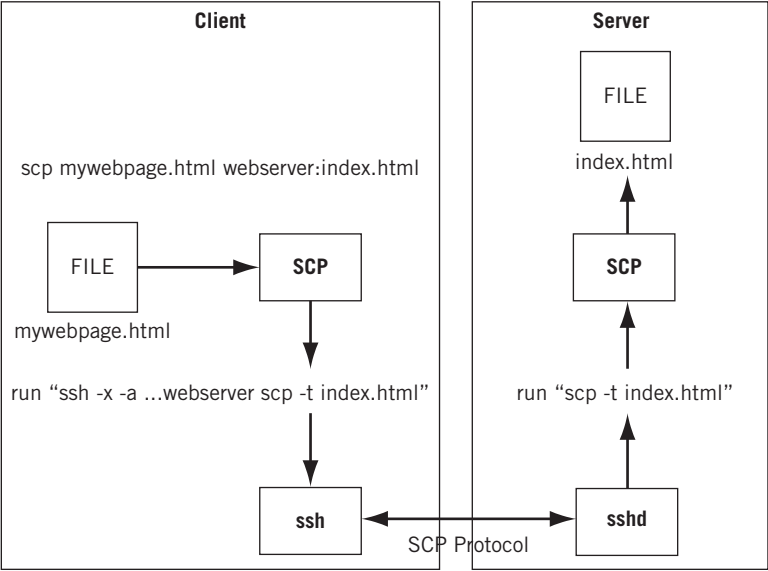 Client
scp mywebpage.html webserver:index.html
FILE
mywebpage.html
SCP
run “ssh -x -a ...webserver scp -t index.html”
ssh
SCP Protocol
Server
FILE
index.html
SCP
run “scp -t index.html”
sshd